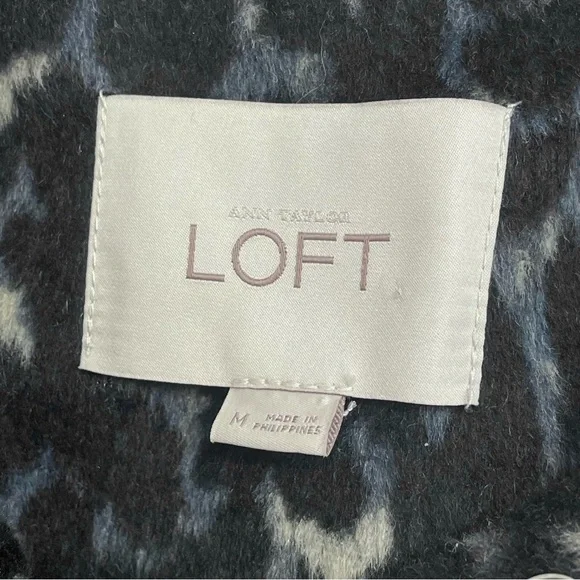 ANN TAYLOR
LOFT
M
MADE IN
PHILIPPINES